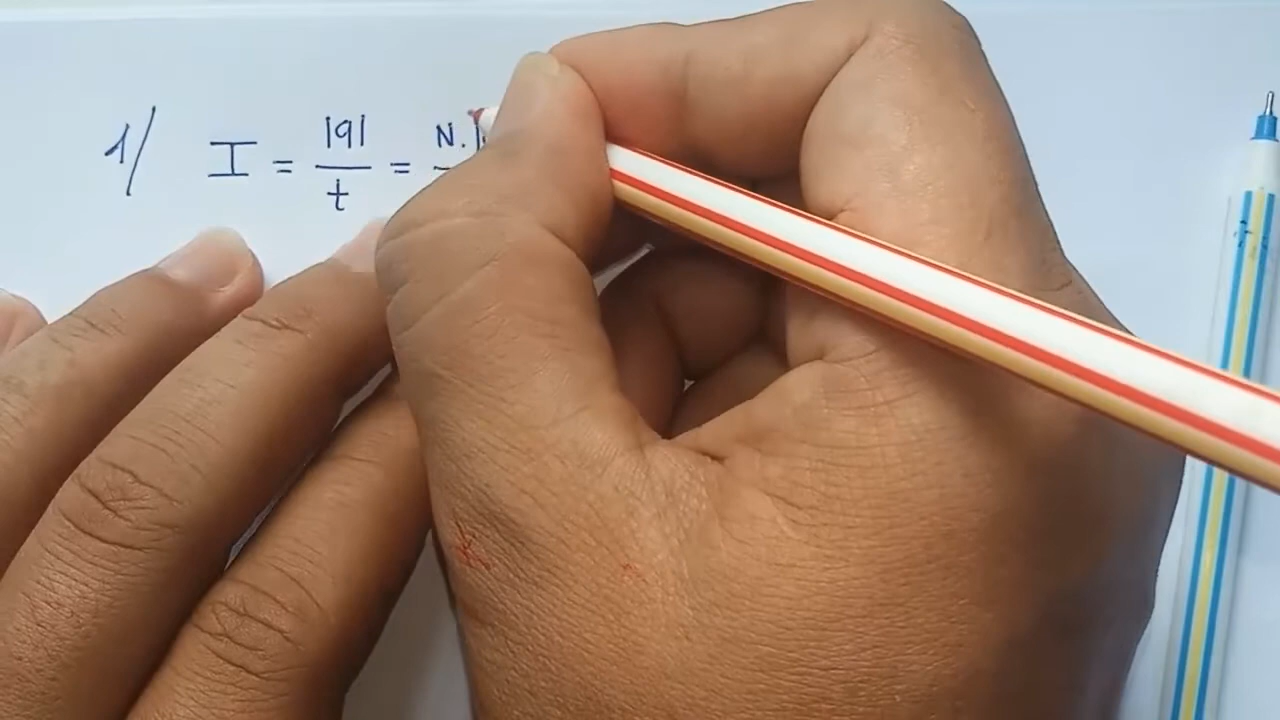 1/ I = |q| / t = N.|